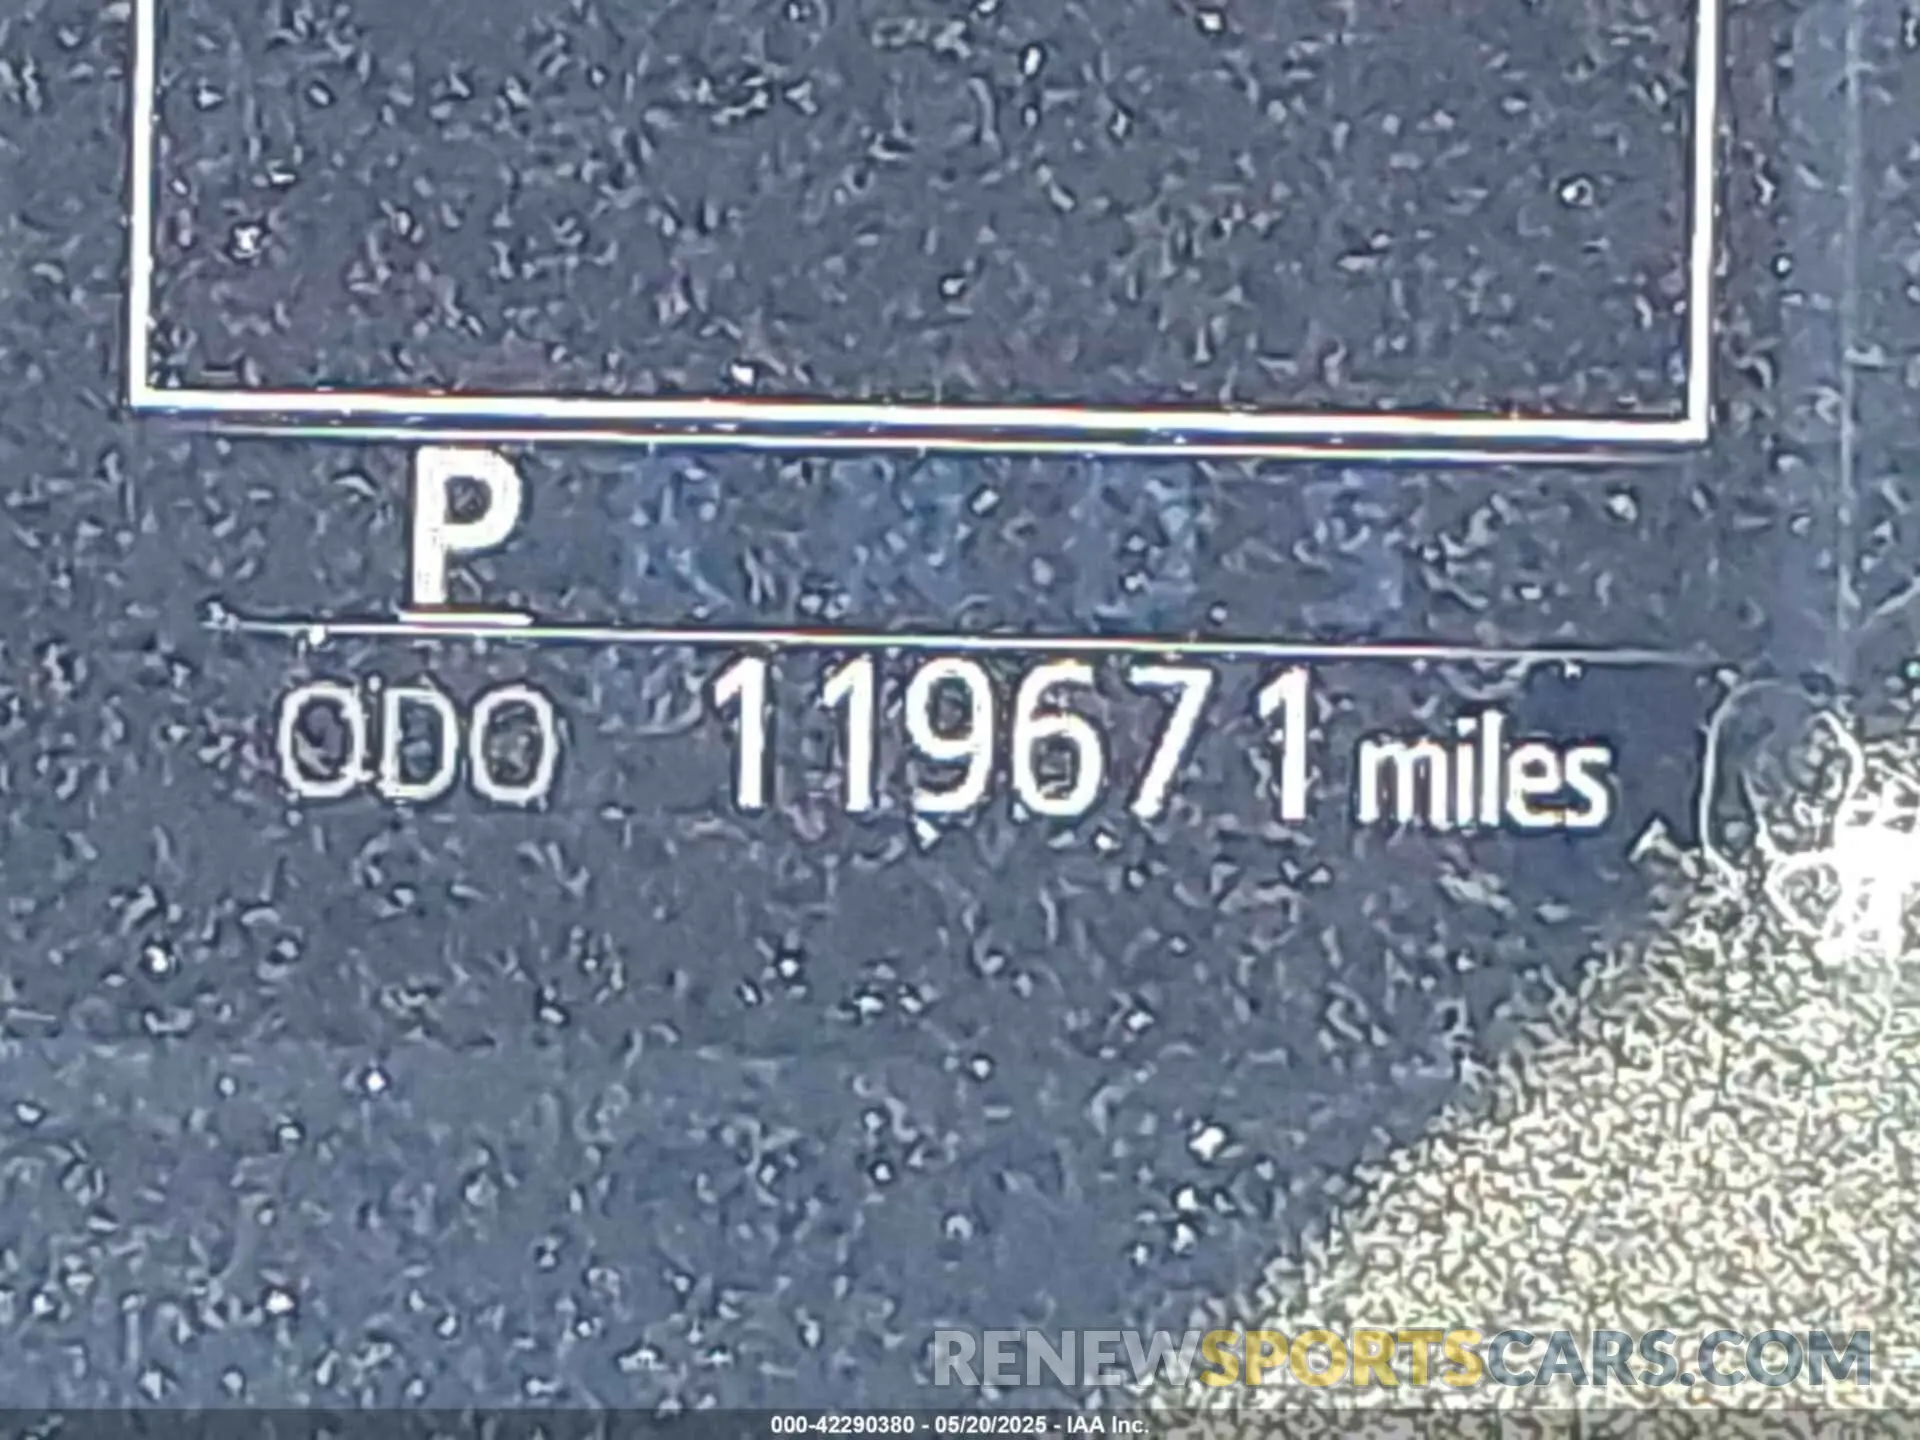 P
ODO 119671 miles
RENEWSPORTSCARS.COM
000-42290380 - 05/20/2025 - IAA Inc.